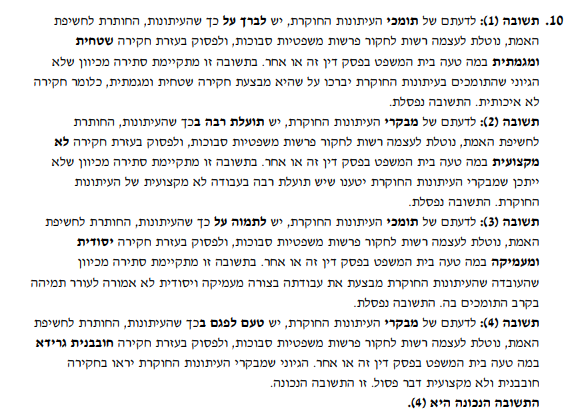 10. תשובה (1): לדעתם של תומכי העיתונות החוקרת, יש לברך על כך שהעיתונות, החותרת לחשיפת
האמת, נוטלת לעצמה רשות לחקור פרשות משפטיות סבוכות, ולפסוק בעזרת חקירה שטחית
ומגמתית במה טעה בית המשפט בפסק דין זה או אחר. בתשובה זו מתקיימת סתירה מכיוון שלא
הגיוני שהתומכים בעיתונות החוקרת יברכו על שהיא מבצעת חקירה שטחית ומגמתית, כלומר חקירה
לא איכותית. התשובה נפסלת.
תשובה (2): לדעתם של מבקרי העיתונות החוקרת, יש תועלת רבה בכך שהעיתונות, החותרת
לחשיפת האמת, נוטלת לעצמה רשות לחקור פרשות משפטיות סבוכות, ולפסוק בעזרת חקירה לא
מקצועית במה טעה בית המשפט בפסק דין זה או אחר. בתשובה זו מתקיימת סתירה מכיוון שלא
ייתכן שמבקרי העיתונות החוקרת יטענו שיש תועלת רבה בעבודה לא מקצועית של העיתונות
החוקרת. התשובה נפסלת.
תשובה (3): לדעתם של תומכי העיתונות החוקרת, יש לתמוה על כך שהעיתונות, החותרת לחשיפת
האמת, נוטלת לעצמה רשות לחקור פרשות משפטיות סבוכות, ולפסוק בעזרת חקירה יסודית
ומעמיקה במה טעה בית המשפט בפסק דין זה או אחר. בתשובה זו מתקיימת סתירה מכיוון
שהעובדה שהעיתונות החוקרת מבצעת את עבודתה בצורה מעמיקה ויסודית לא אמורה לעורר תמיהה
בקרב התומכים בה. התשובה נפסלת.
תשובה (4): לדעתם של מבקרי העיתונות החוקרת, יש טעם לפגם בכך שהעיתונות, החותרת לחשיפת
האמת, נוטלת לעצמה רשות לחקור פרשות משפטיות סבוכות, ולפסוק בעזרת חקירה חובבנית גרידא
במה טעה בית המשפט בפסק דין זה או אחר. הגיוני שמבקרי העיתונות החוקרת יראו בחקירה
חובבנית ולא מקצועית דבר פסול. זו התשובה הנכונה.
התשובה הנכונה היא (4).